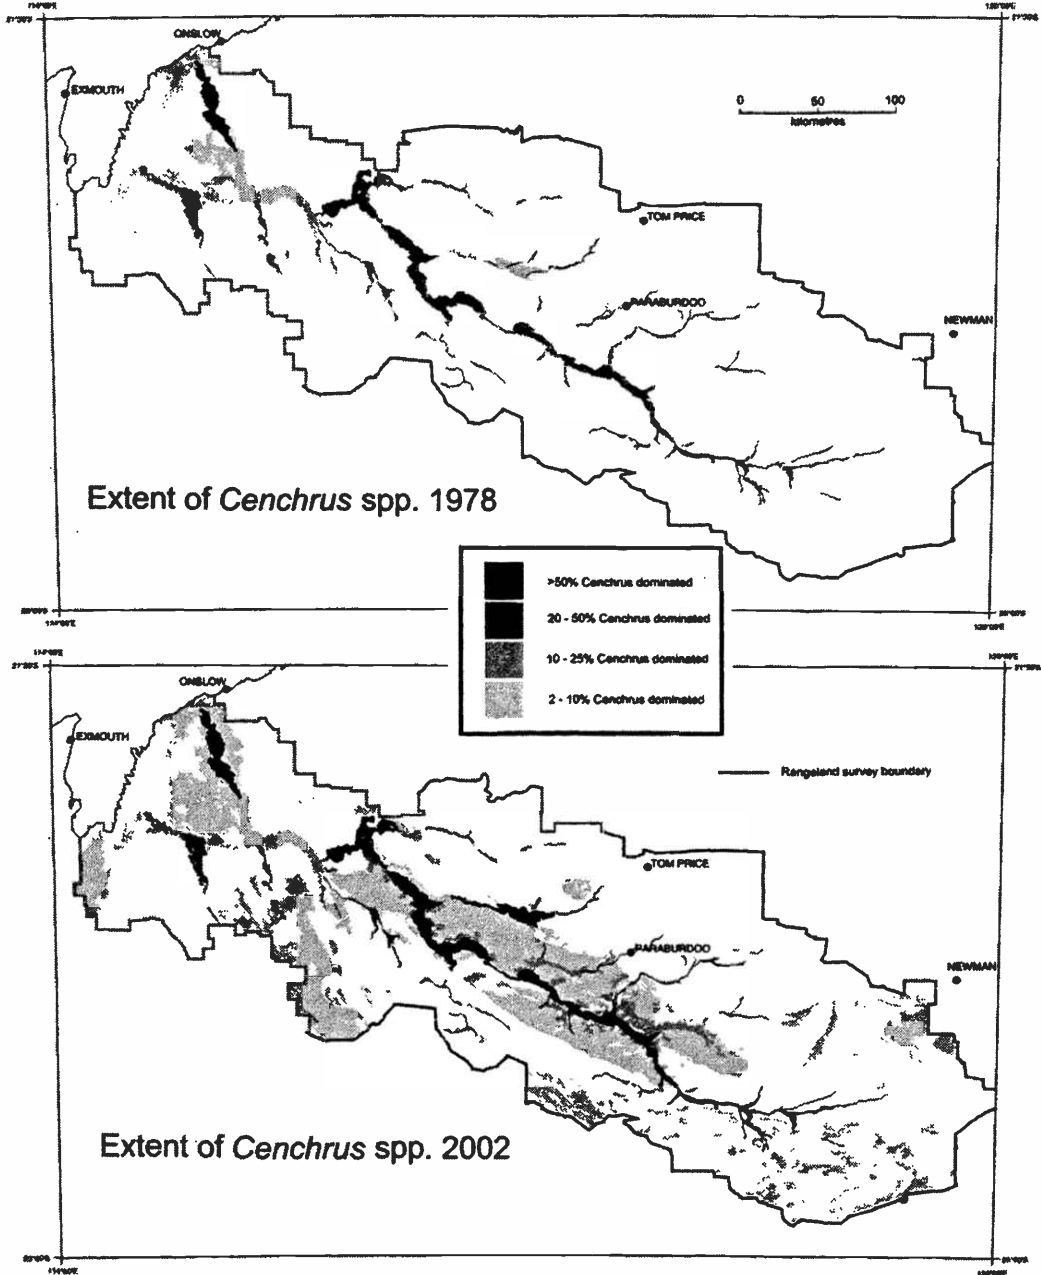 ONSLOW
EXMOUTH
0 50 100
kilometres
TOM PRICE
PARABURDOO
NEWMAN
Extent of Cenchrus spp. 1978
>50% Cenchrus dominated
20 - 50% Cenchrus dominated
10 - 25% Cenchrus dominated
2 - 10% Cenchrus dominated
ONSLOW
EXMOUTH
Rangeland survey boundary
TOM PRICE
PARABURDOO
NEWMAN
Extent of Cenchrus spp. 2002